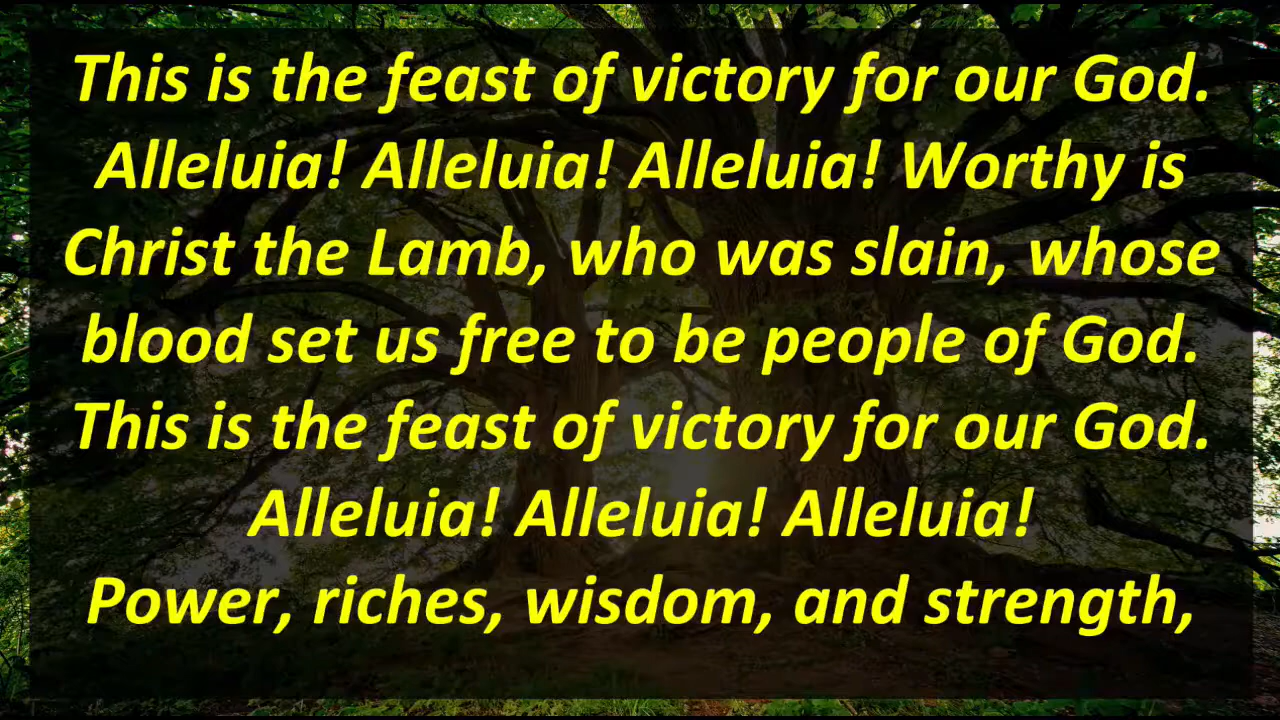 This is the feast of victory for our God.
Alleluia! Alleluia! Alleluia! Worthy is
Christ the Lamb, who was slain, whose
blood set us free to be people of God.
This is the feast of victory for our God.
Alleluia! Alleluia! Alleluia!
Power, riches, wisdom, and strength,